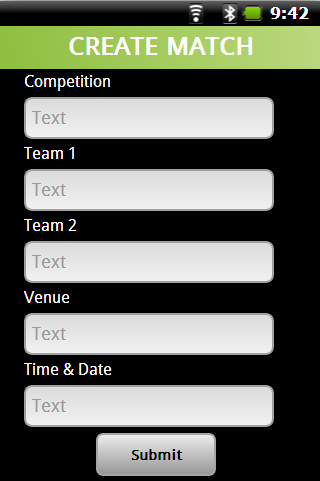 9:42
CREATE MATCH
Competition
Text
Team 1
Text
Team 2
Text
Venue
Text
Time & Date
Text
Submit